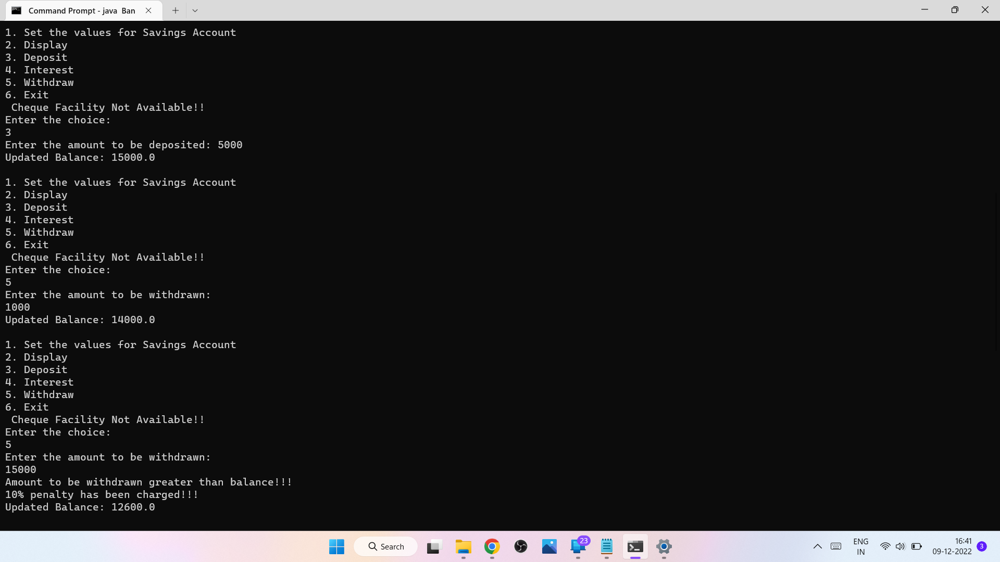 Command Prompt - java  Ban
1. Set the values for Savings Account
2. Display
3. Deposit
4. Interest
5. Withdraw
6. Exit
 Cheque Facility Not Available!!
Enter the choice:
3
Enter the amount to be deposited: 5000
Updated Balance: 15000.0

1. Set the values for Savings Account
2. Display
3. Deposit
4. Interest
5. Withdraw
6. Exit
 Cheque Facility Not Available!!
Enter the choice:
5
Enter the amount to be withdrawn:
1000
Updated Balance: 14000.0

1. Set the values for Savings Account
2. Display
3. Deposit
4. Interest
5. Withdraw
6. Exit
 Cheque Facility Not Available!!
Enter the choice:
5
Enter the amount to be withdrawn:
15000
Amount to be withdrawn greater than balance!!!
10% penalty has been charged!!!
Updated Balance: 12600.0
Search
23
ENG
IN
16:41
09-12-2022
3